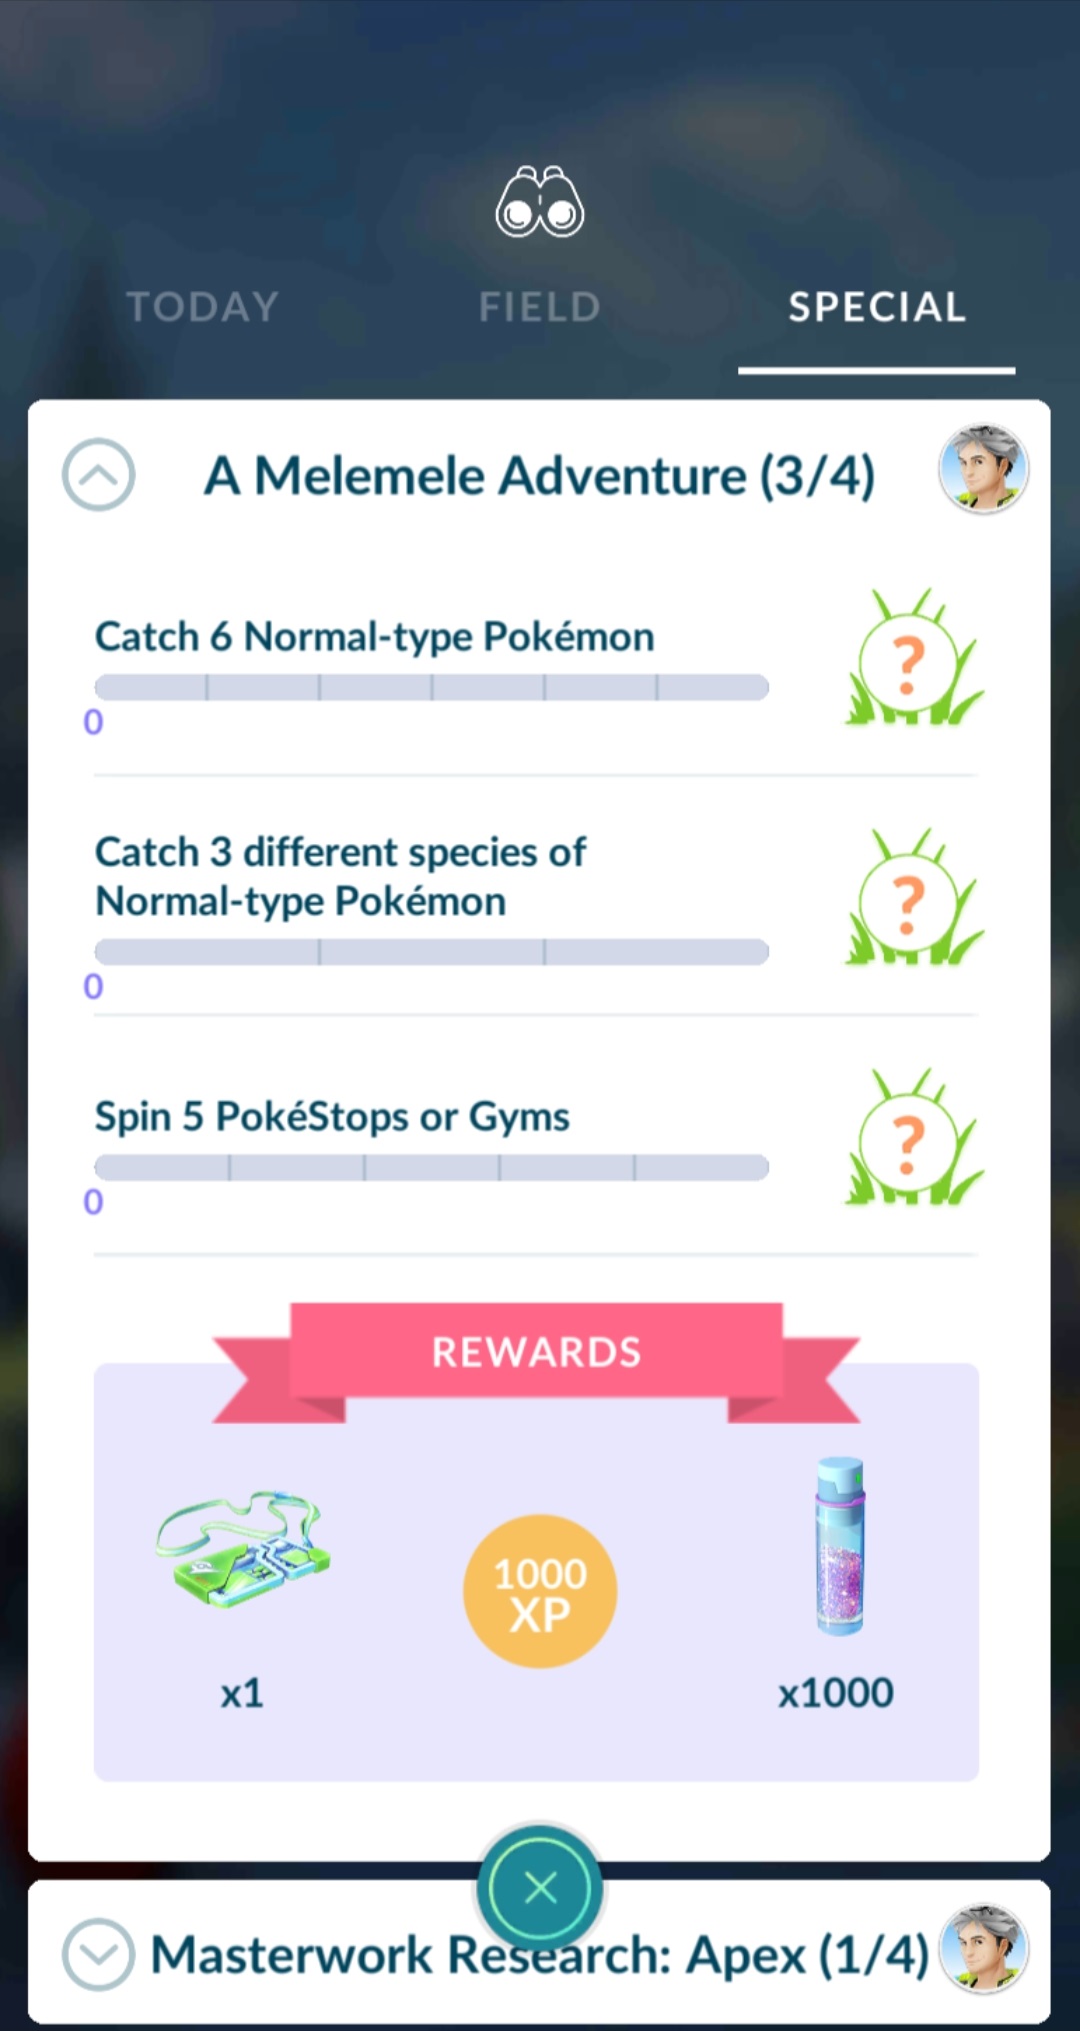 TODAY
FIELD
SPECIAL
A Melemele Adventure (3/4)
Catch 6 Normal-type Pokémon
0
?
Catch 3 different species of
Normal-type Pokémon
0
?
Spin 5 PokéStops or Gyms
0
?
REWARDS
1000
XP
x1
x1000
Masterwork Research: Apex (1/4)